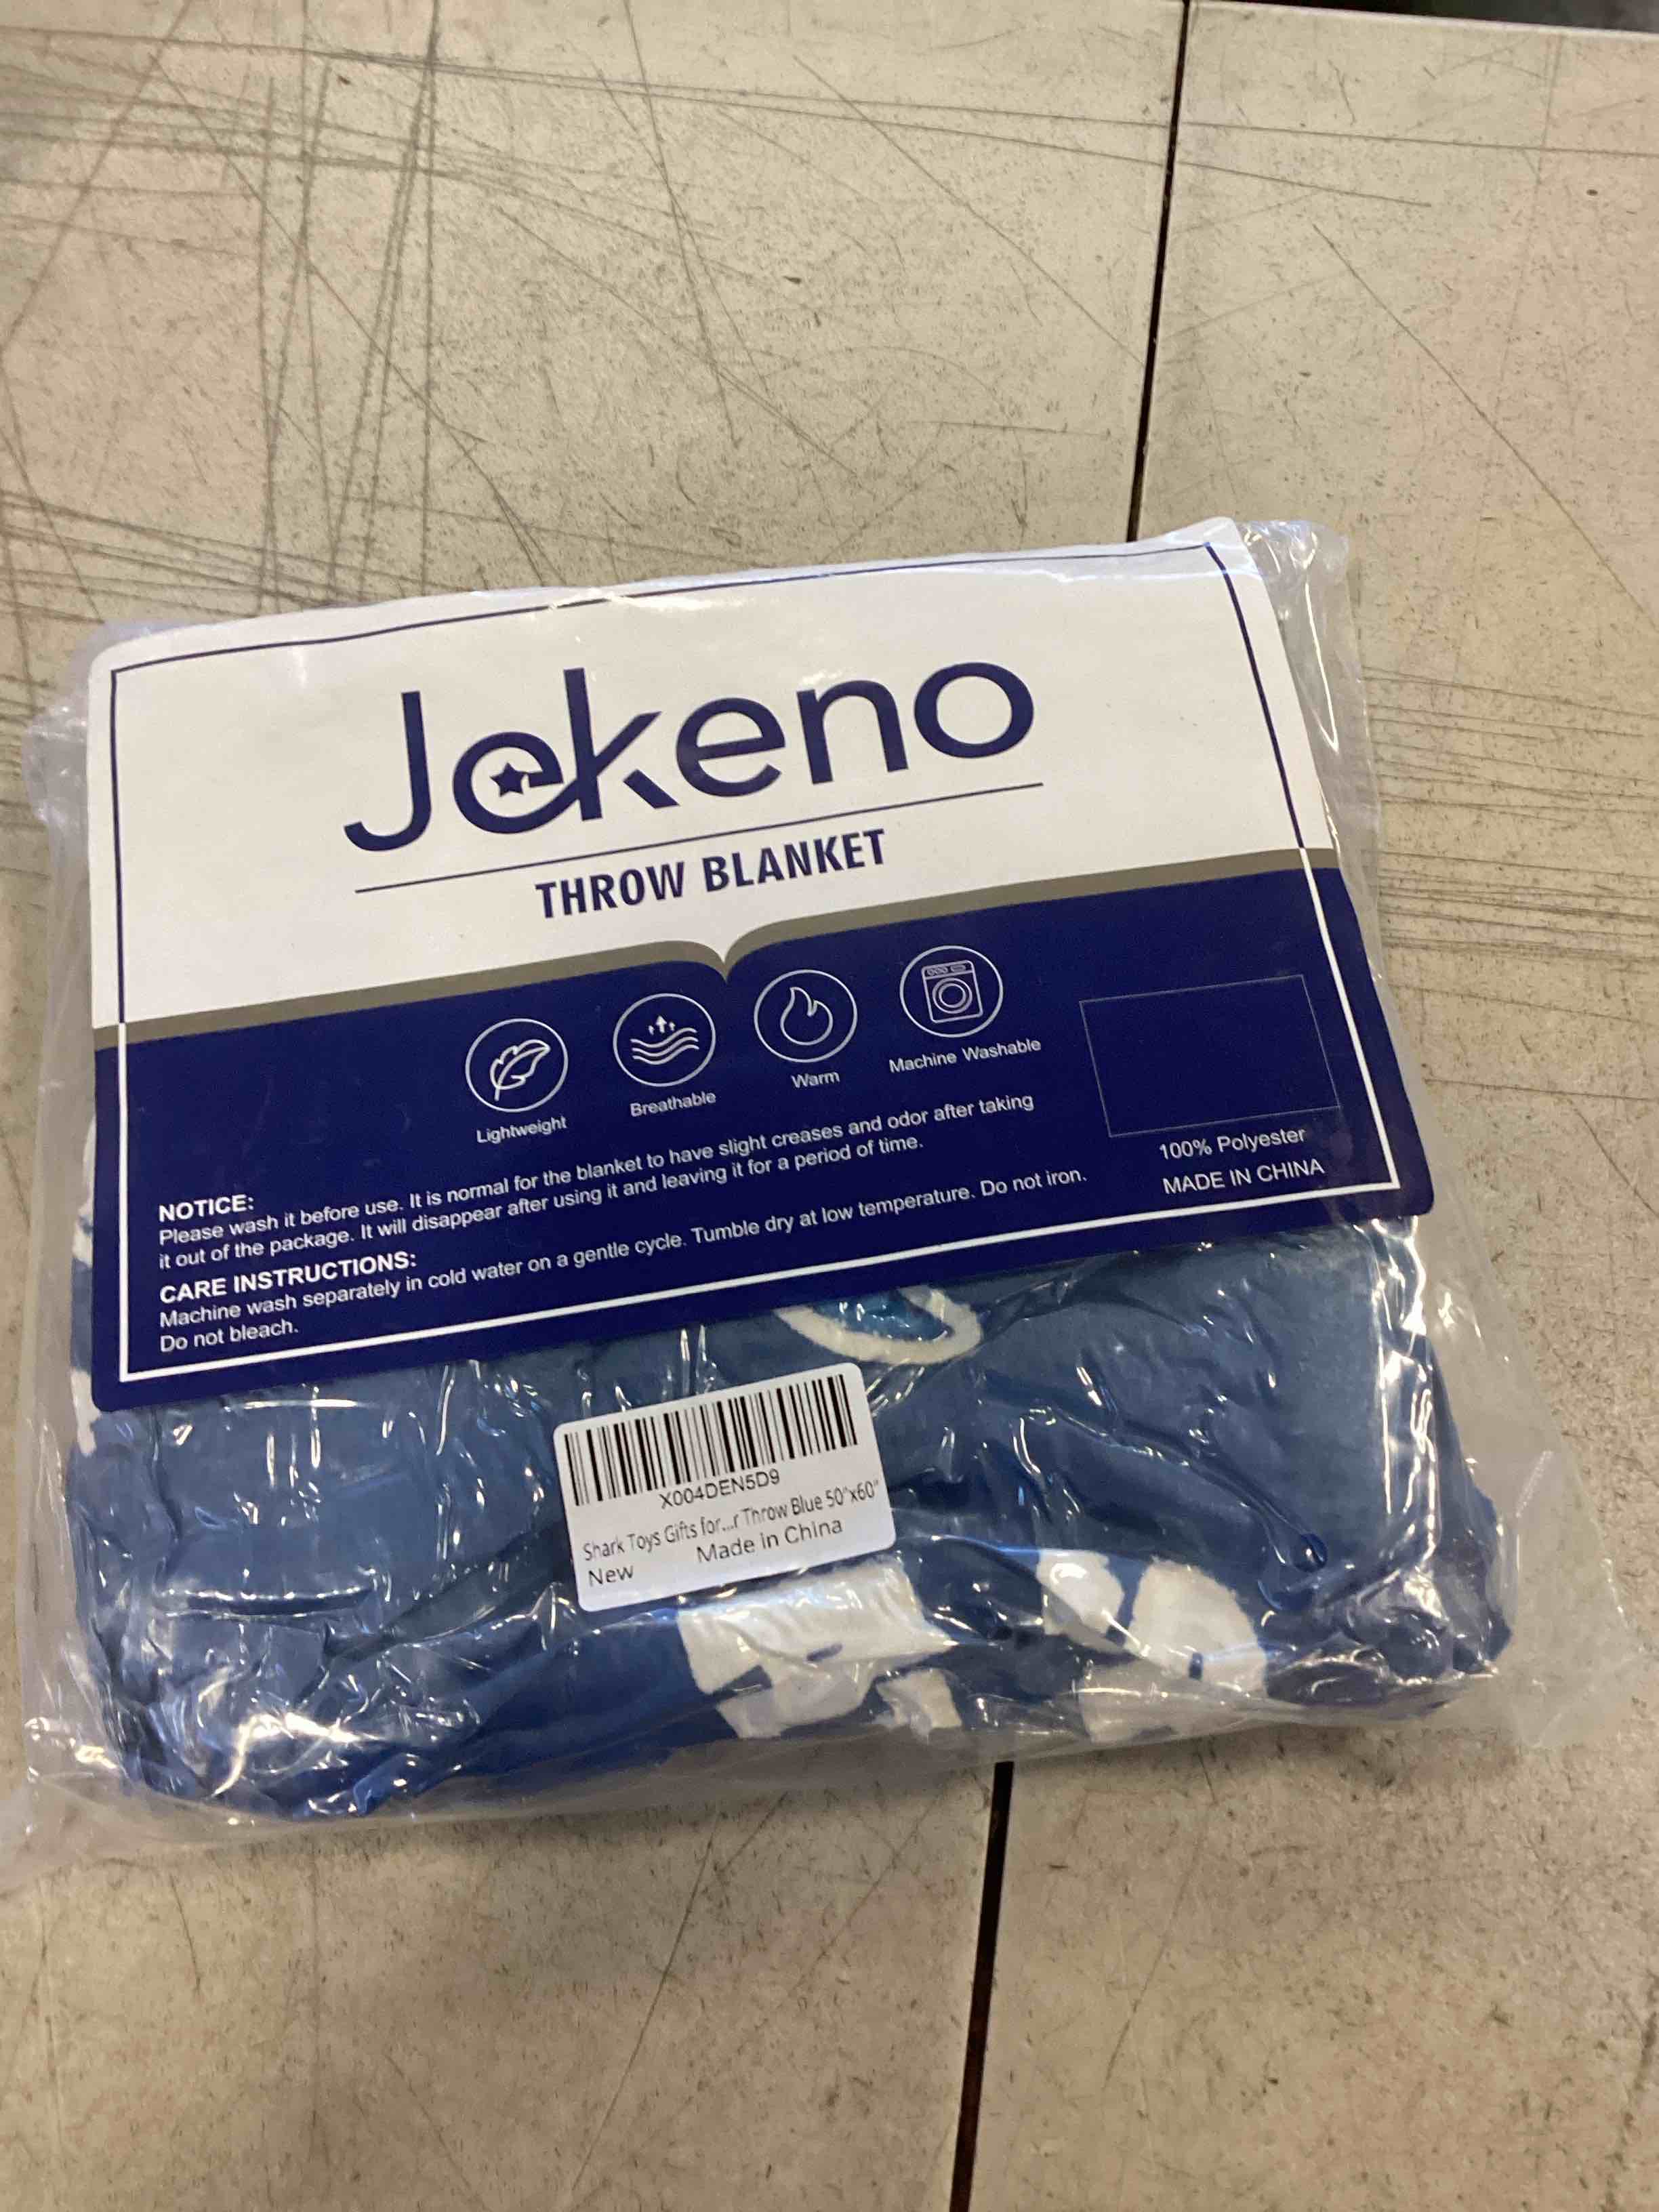 Jekeno
THROW BLANKET
Lightweight
Breathable
Warm
Machine Washable
NOTICE:
Please wash it before use. It is normal for the blanket to have slight creases and odor after taking
it out of the package. It will disappear after using it and leaving it for a period of time.
CARE INSTRUCTIONS:
Machine wash separately in cold water on a gentle cycle. Tumble dry at low temperature. Do not iron.
Do not bleach.
100% Polyester
MADE IN CHINA
X004DEN5D9
Shark Toys Gifts for...r Throw Blue 50"x60"
New Made in China